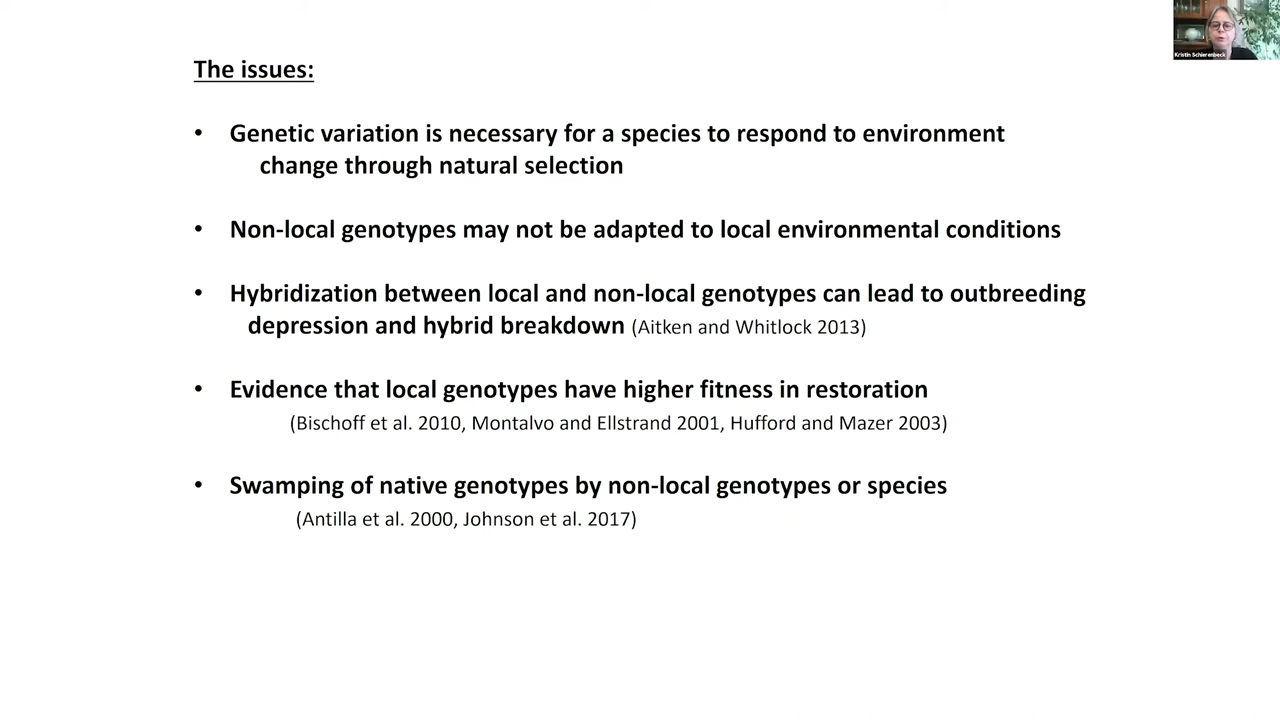 Kristin Schierenbeck
The issues:
• Genetic variation is necessary for a species to respond to environment
change through natural selection
• Non-local genotypes may not be adapted to local environmental conditions
• Hybridization between local and non-local genotypes can lead to outbreeding
depression and hybrid breakdown (Aitken and Whitlock 2013)
• Evidence that local genotypes have higher fitness in restoration
(Bischoff et al. 2010, Montalvo and Ellstrand 2001, Hufford and Mazer 2003)
• Swamping of native genotypes by non-local genotypes or species
(Antilla et al. 2000, Johnson et al. 2017)